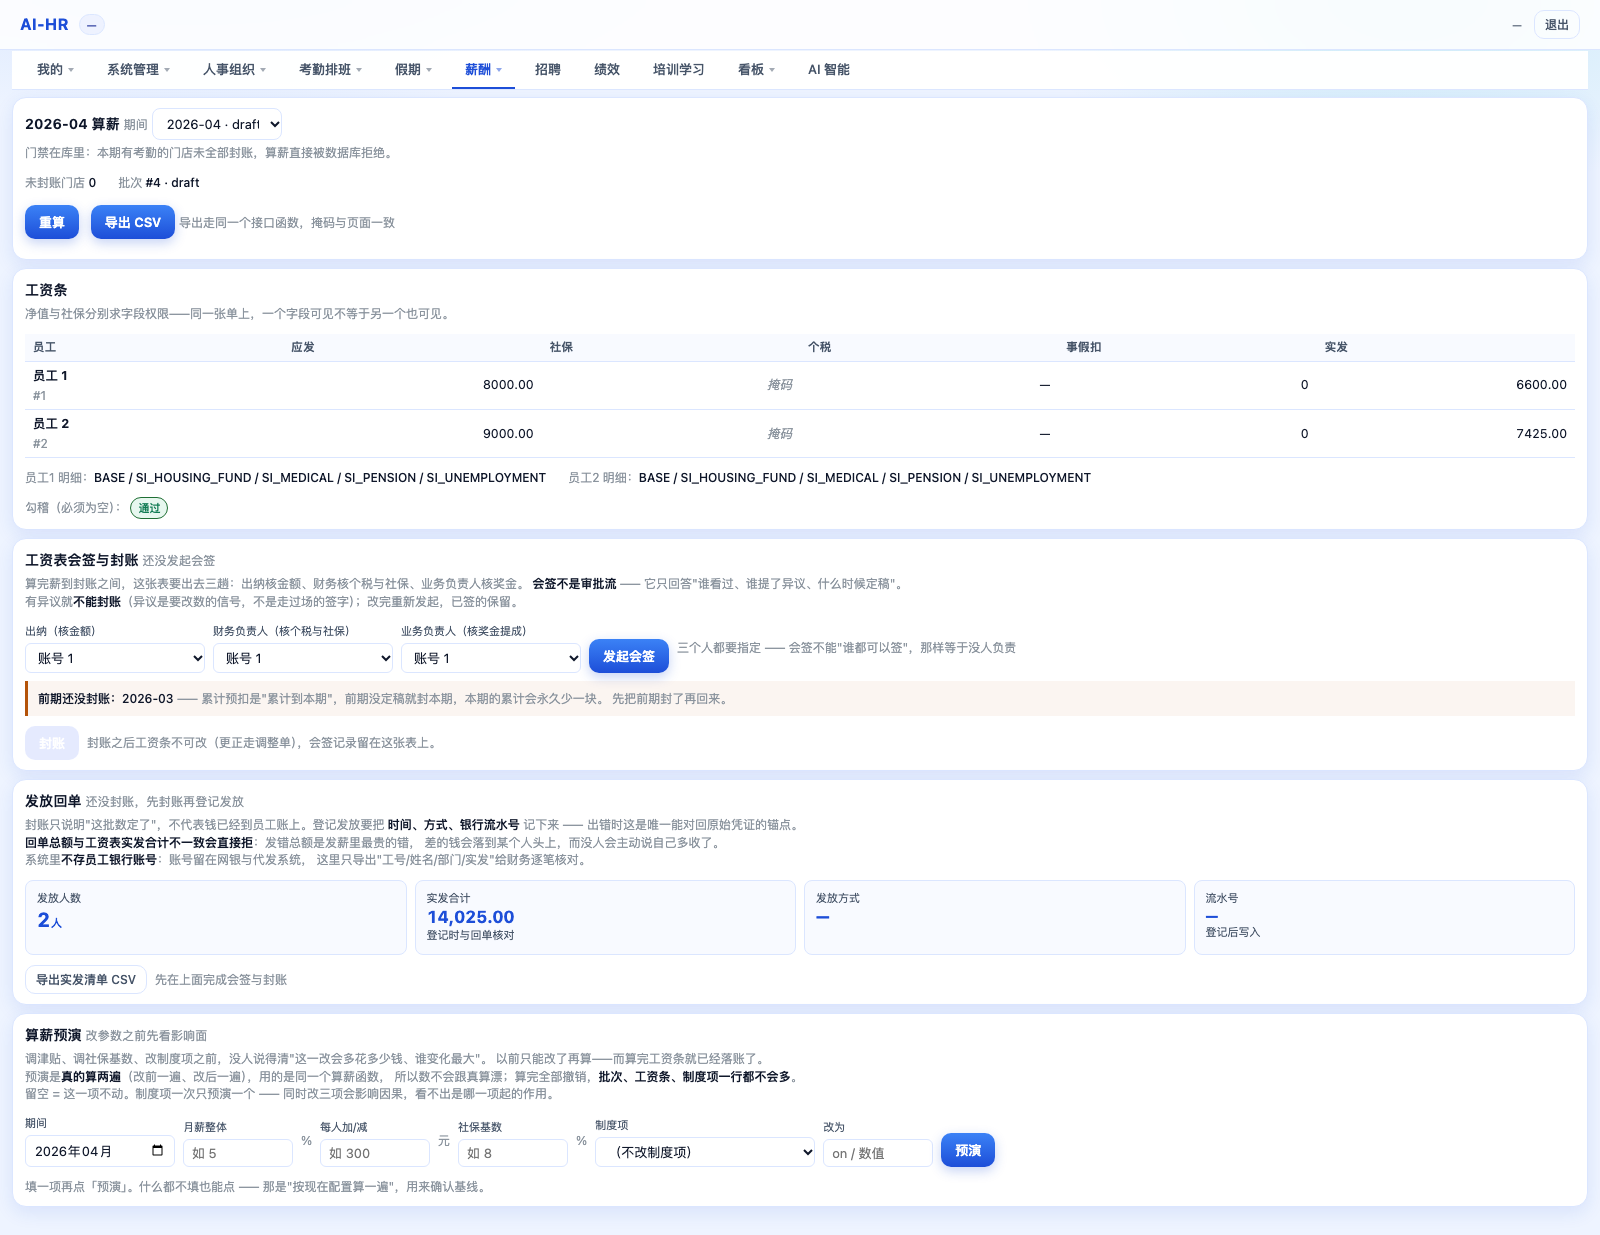 AI-HR — — 退出
我的 系统管理 人事组织 考勤排班 假期 薪酬 招聘 绩效 培训学习 看板 AI 智能
2026-04 算薪 期间 2026-04 · draft
门禁在库里：本期有考勤的门店未全部封账，算薪直接被数据库拒绝。
未封账门店 0 批次 #4 · draft
重算 导出 CSV 导出走同一个接口函数，掩码与页面一致
工资条
净值与社保分别求字段权限——同一张单上，一个字段可见不等于另一个也可见。
员工 应发 社保 个税 事假扣 实发
员工 1
#1 8000.00 掩码 — 0 6600.00
员工 2
#2 9000.00 掩码 — 0 7425.00
员工1 明细： BASE / SI_HOUSING_FUND / SI_MEDICAL / SI_PENSION / SI_UNEMPLOYMENT 员工2 明细： BASE / SI_HOUSING_FUND / SI_MEDICAL / SI_PENSION / SI_UNEMPLOYMENT
勾稽（必须为空）： 通过
工资表会签与封账 还没发起会签
算完薪到封账之间，这张表要出去三趟：出纳核金额、财务核个税与社保、业务负责人核奖金。 会签不是审批流 —— 它只回答"谁看过、谁提了异议、什么时候定稿"。
有异议就不能封账（异议是要改数的信号，不是走过场的签字）；改完重新发起，已签的保留。
出纳（核金额） 财务负责人（核个税与社保） 业务负责人（核奖金提成）
账号 1 账号 1 账号 1 发起会签 三个人都要指定 —— 会签不能"谁都可以签"，那样等于没人负责
前期还没封账：2026-03 —— 累计预扣是"累计到本期"，前期没定稿就封本期，本期的累计会永久少一块。 先把前期封了再回来。
封账 封账之后工资条不可改（更正走调整单），会签记录留在这张表上。
发放回单 还没封账，先封账再登记发放
封账只说明"这批数定了"，不代表钱已经到员工账上。登记发放要把 时间、方式、银行流水号 记下来 —— 出错时这是唯一能对回原始凭证的锚点。
回单总额与工资表实发合计不一致会直接拒：发错总额是发薪里最贵的错， 差的钱会落到某个人头上，而没人会主动说自己多收了。
系统里不存员工银行账号：账号留在网银与代发系统， 这里只导出"工号/姓名/部门/实发"给财务逐笔核对。
发放人数 实发合计 发放方式 流水号
2人 14,025.00 — —
登记时与回单核对 登记后写入
导出实发清单 CSV 先在上面完成会签与封账
算薪预演 改参数之前先看影响面
调津贴、调社保基数、改制度项之前，没人说得清"这一改会多花多少钱、谁变化最大"。 以前只能改了再算——而算完工资条就已经落账了。
预演是真的算两遍（改前一遍、改后一遍），用的是同一个算薪函数， 所以数不会跟真算漂；算完全部撤销，批次、工资条、制度项一行都不会多。
留空 = 这一项不动。制度项一次只预演一个 —— 同时改三项会影响因果，看不出是哪一项起的作用。
期间 月薪整体 每人加/减 社保基数 制度项 改为
2026年04月 如 5 % 如 300 元 如 8 % （不改制度项） on / 数值 预演
填一项再点「预演」。什么都不填也能点 —— 那是"按现在配置算一遍"，用来确认基线。